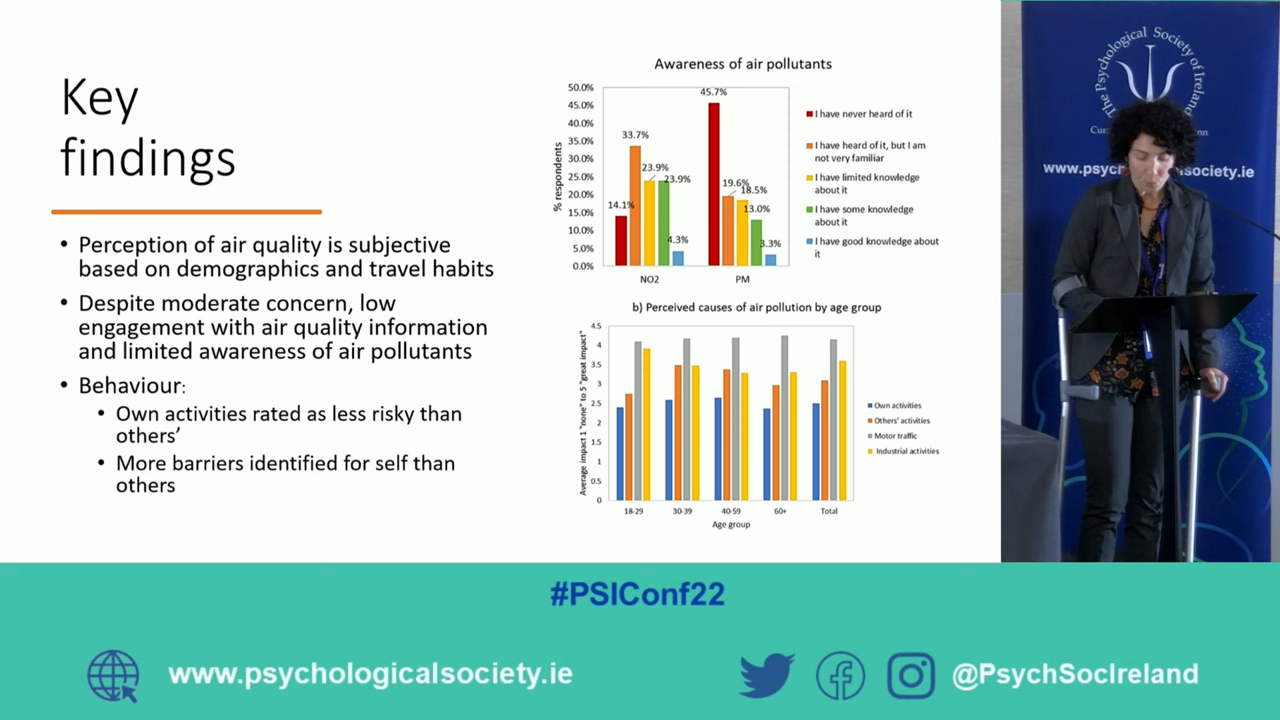 Key
findings
• Perception of air quality is subjective
based on demographics and travel habits
• Despite moderate concern, low
engagement with air quality information
and limited awareness of air pollutants
• Behaviour:
• Own activities rated as less risky than
others’
• More barriers identified for self than
others
Awareness of air pollutants
% respondents
50.0%
45.0%
40.0%
35.0%
30.0%
25.0%
20.0%
15.0%
10.0%
5.0%
0.0%
14.1%
33.7%
23.9%
23.9%
4.3%
45.7%
19.6%
18.5%
13.0%
3.3%
NO2
PM
I have never heard of it
I have heard of it, but I am
not very familiar
I have limited knowledge
about it
I have some knowledge
about it
I have good knowledge about
it
b) Perceived causes of air pollution by age group
Average impact 1 "none" to 5 "great impact"
4.5
4
3.5
3
2.5
2
1.5
1
0.5
0
18-29
30-39
40-59
60+
Total
Age group
Own activities
Others' activities
Motor traffic
Industrial activities
The Psychological Society of Ireland
www.psych
society.ie
#PSIConf22
www.psychologicalsociety.ie
@PsychSocIreland